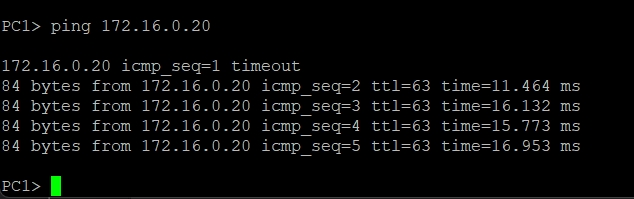 PC1> ping 172.16.0.20
172.16.0.20 icmp_seq=1 timeout
84 bytes from 172.16.0.20 icmp_seq=2 ttl=63 time=11.464 ms
84 bytes from 172.16.0.20 icmp_seq=3 ttl=63 time=16.132 ms
84 bytes from 172.16.0.20 icmp_seq=4 ttl=63 time=15.773 ms
84 bytes from 172.16.0.20 icmp_seq=5 ttl=63 time=16.953 ms
PC1>